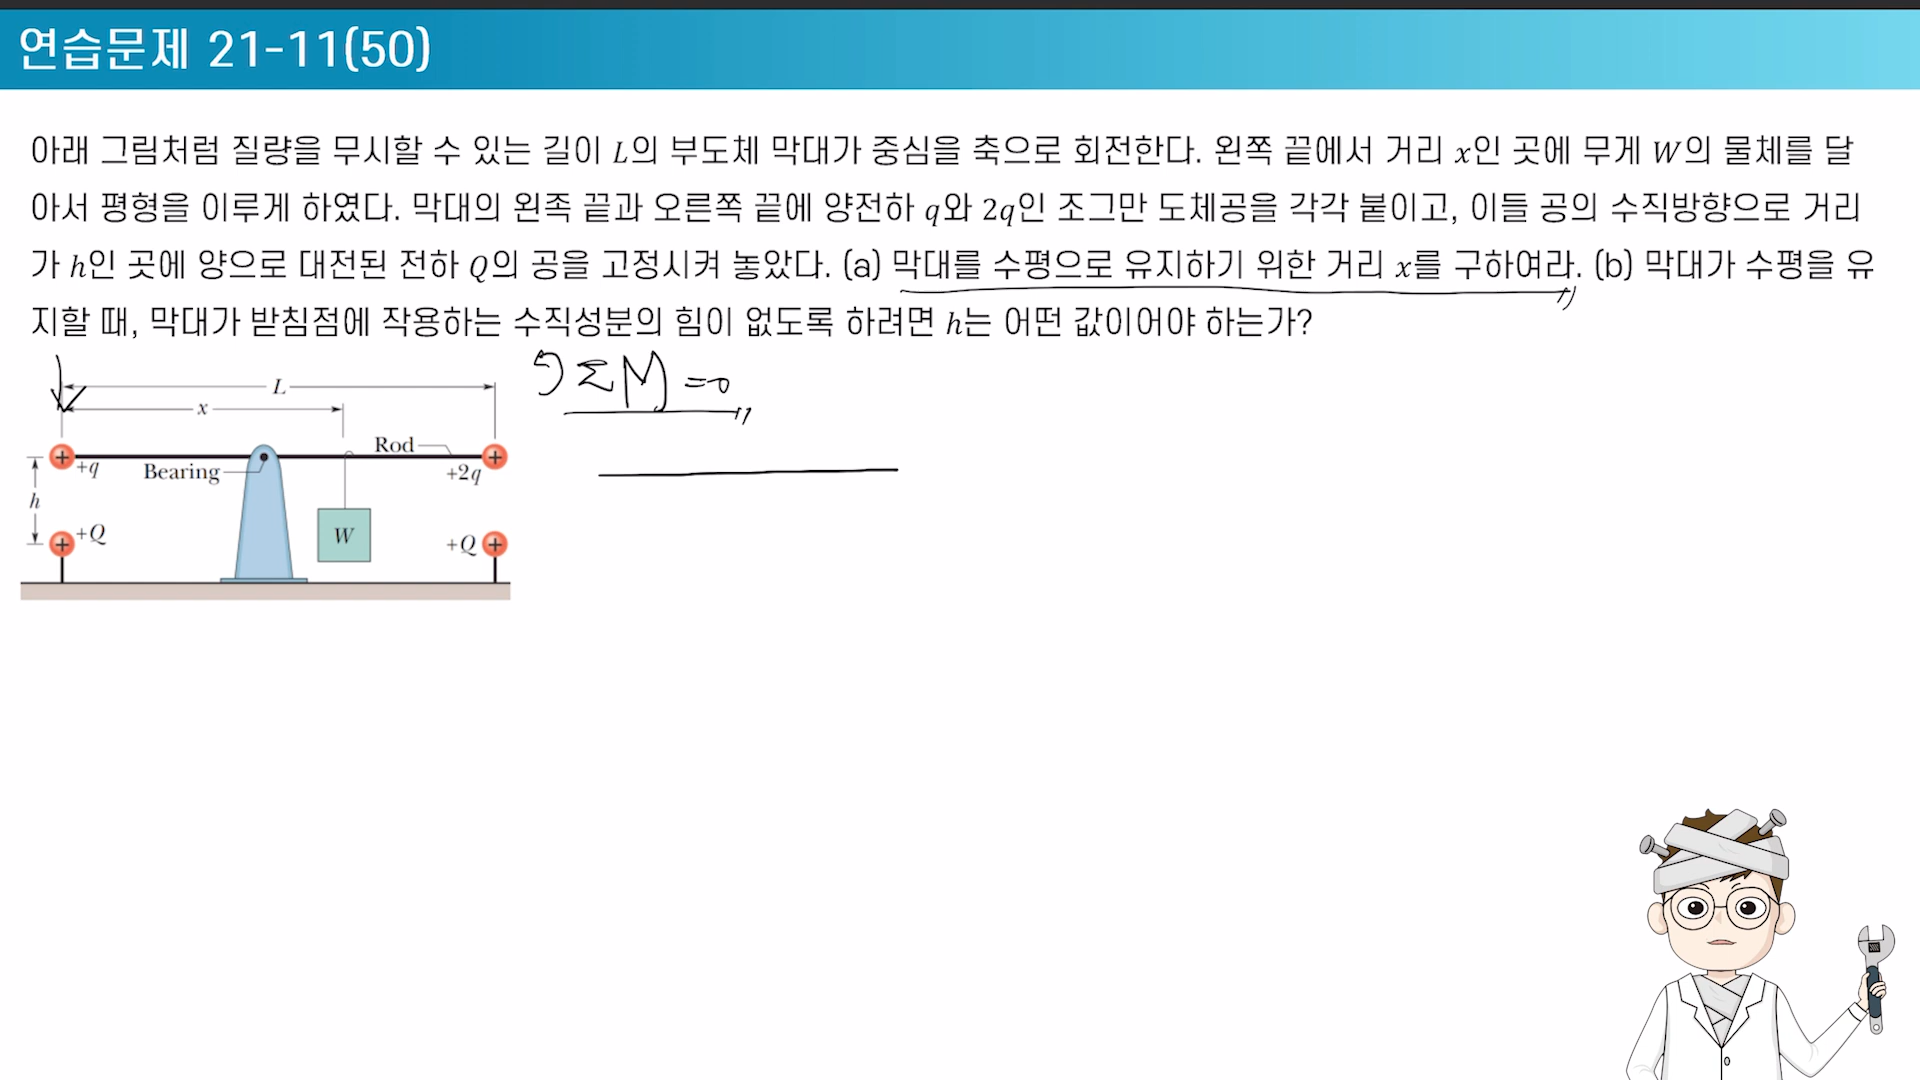 연습문제 21-11(50)
아래 그림처럼 질량을 무시할 수 있는 길이 L의 부도체 막대가 중심을 축으로 회전한다. 왼쪽 끝에서 거리 x인 곳에 무게 W의 물체를 달
아서 평형을 이루게 하였다. 막대의 왼족 끝과 오른쪽 끝에 양전하 q와 2q인 조그만 도체공을 각각 붙이고, 이들 공의 수직방향으로 거리
가 h인 곳에 양으로 대전된 전하 Q의 공을 고정시켜 놓았다. (a) 막대를 수평으로 유지하기 위한 거리 x를 구하여라. (b) 막대가 수평을 유
지할 때, 막대가 받침점에 작용하는 수직성분의 힘이 없도록 하려면 h는 어떤 값이어야 하는가?
ΣM=0
L
x
Rod
+q
Bearing
+2q
h
+Q
W
+Q